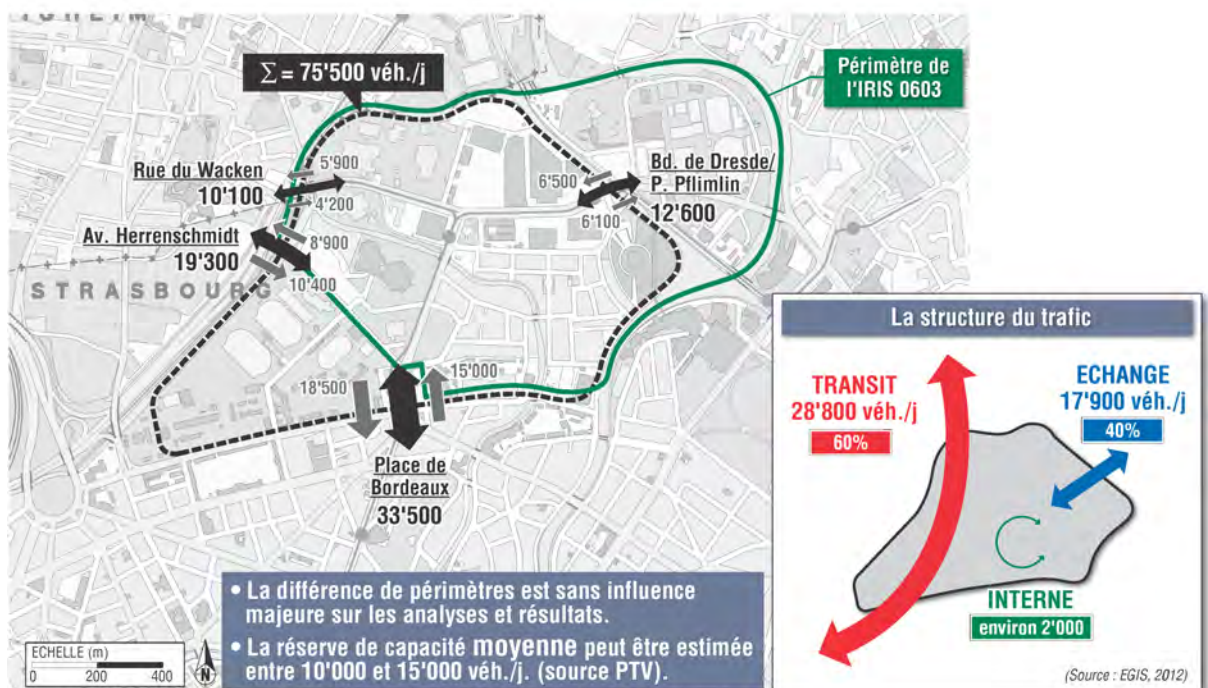 Σ = 75'500 véh./j
Périmètre de
l'IRIS 0603
Rue du Wacken
10'100
5'900
4'200
Av. Herrenschmidt
19'300
8'900
10'400
Bd. de Dresde/
P. Pflimlin
12'600
6'500
6'100
STRASBOURG
18'500
15'000
Place de
Bordeaux
33'500
• La différence de périmètres est sans influence
majeure sur les analyses et résultats.
• La réserve de capacité moyenne peut être estimée
entre 10'000 et 15'000 véh./j. (source PTV).
ECHELLE (m)
0 200 400
N
La structure du trafic
TRANSIT
28'800 véh./j
60%
ECHANGE
17'900 véh./j
40%
INTERNE
environ 2'000
(Source : EGIS, 2012)